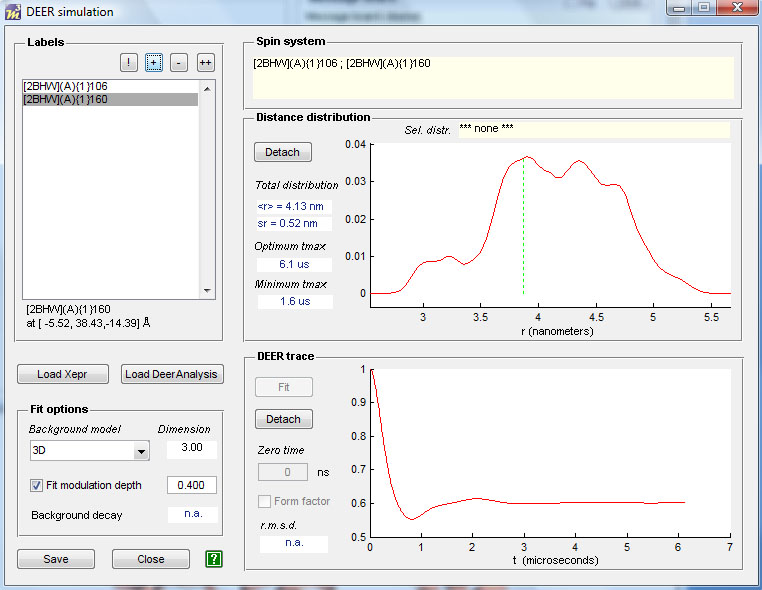 DEER simulation
Labels
! + - ++
[2BHW](A){1}106
[2BHW](A){1}160
[2BHW](A){1}160
at [ -5.52, 38.43,-14.39] Å
Load Xepr
Load DeerAnalysis
Fit options
Background model
Dimension
3D
3.00
Fit modulation depth
0.400
Background decay
n.a.
Save
Close
?
Spin system
[2BHW](A){1}106 ; [2BHW](A){1}160
Distance distribution
Sel. distr. *** none ***
Detach
Total distribution
<r> = 4.13 nm
sr = 0.52 nm
Optimum tmax
6.1 us
Minimum tmax
1.6 us
0.04
0.03
0.02
0.01
0
3 3.5 4 4.5 5 5.5
r (nanometers)
DEER trace
Fit
Detach
Zero time
0 ns
Form factor
r.m.s.d.
n.a.
1
0.9
0.8
0.7
0.6
0.5
0 1 2 3 4 5 6 7
t (microseconds)